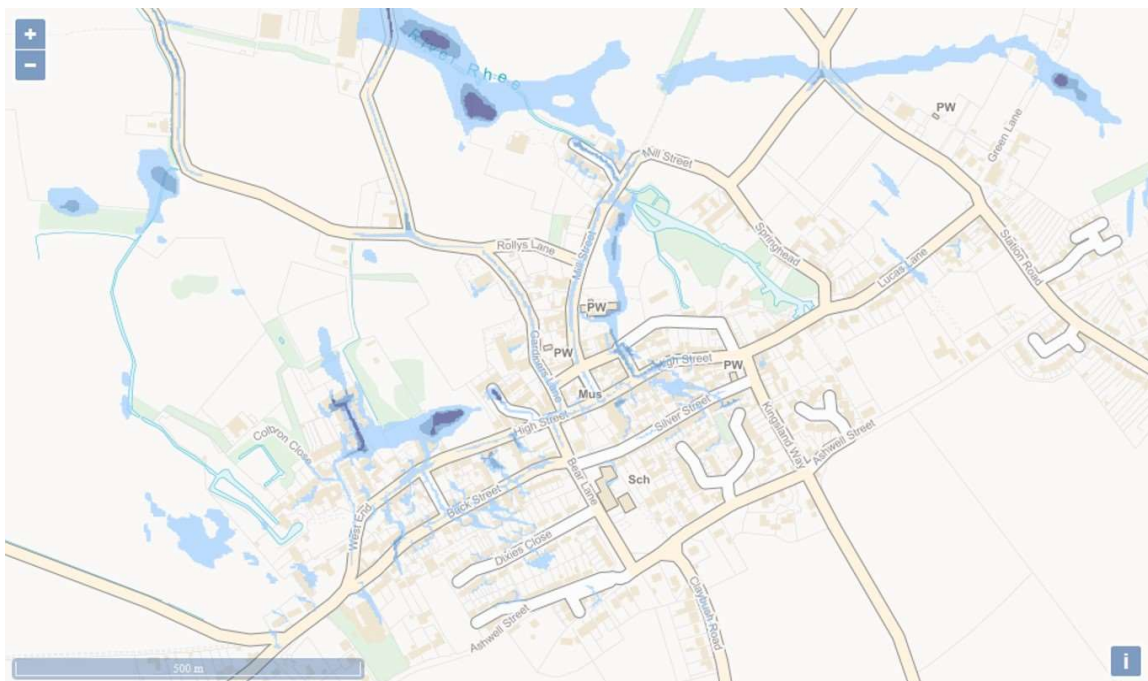 +
−
River Rhee
PW
Green Lane
Mill Street
Rollys Lane
Mill Street
Springhead
Lucas Lane
Station Road
PW
PW
Gardiners Lane
High Street
PW
Mus
Colbron Close
High Street
Silver Street
Kingsland Way
Ashwell Street
Bear Lane
Sch
West End
Back Street
Dixies Close
Ashwell Street
Claybush Road
500 m
i